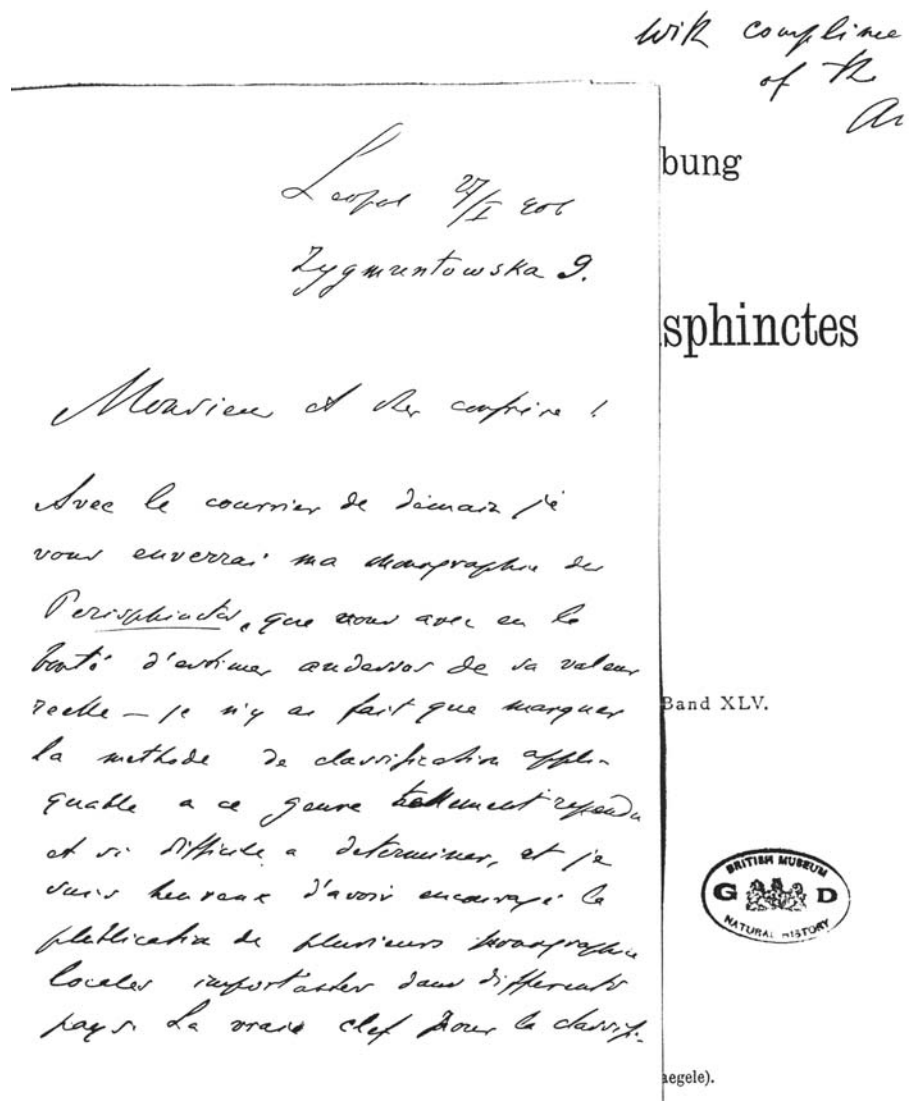 with complime
of the
Au
bung
sphinctes
Band XLV.
BRITISH MUSEUM
G D
NATURAL HISTORY
aegele).
Leopol 27/I 906
Zygmuntowska 9.
Monsieur et cher confrère!
Avec le courrier de demain je
vous enverrai ma monographie des
Perisphinctes, que vous avez eu la
bonté d'estimer audessus de sa valeur
reelle — je n'y ai fait que marquer
la methode de classification appli-
quable a ce genre tellement repandu
et si difficile a determiner, et je
suis heureux d'avoir encouragé la
publication de plusieurs monographies
locales importantes dans differents
pays. La vraie clef pour la classifi-